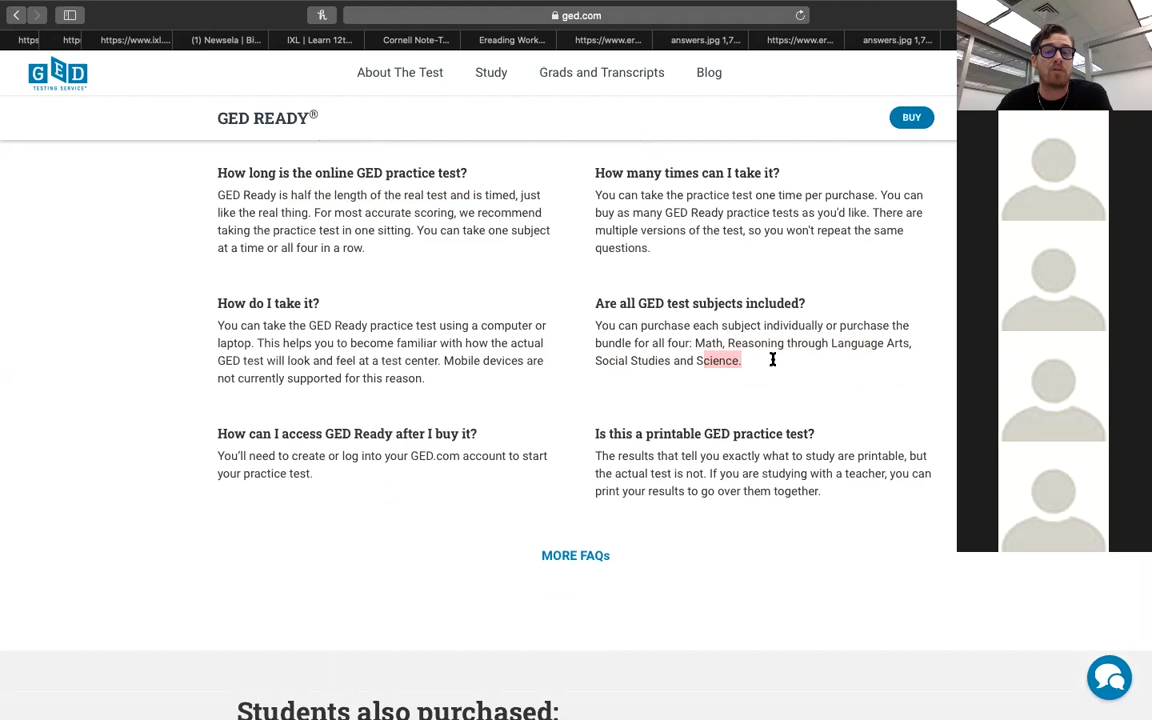 ged.com
https
http
https://www.ixl....
(1) Newsela | Bi...
IXL | Learn 12t...
Cornell Note-T...
Ereading Work...
https://www.er...
answers.jpg 1,7...
https://www.er...
answers.jpg 1,7...
GED
TESTING SERVICE
About The Test
Study
Grads and Transcripts
Blog
GED READY®
BUY
How long is the online GED practice test?
GED Ready is half the length of the real test and is timed, just
like the real thing. For most accurate scoring, we recommend
taking the practice test in one sitting. You can take one subject
at a time or all four in a row.
How many times can I take it?
You can take the practice test one time per purchase. You can
buy as many GED Ready practice tests as you'd like. There are
multiple versions of the test, so you won't repeat the same
questions.
How do I take it?
You can take the GED Ready practice test using a computer or
laptop. This helps you to become familiar with how the actual
GED test will look and feel at a test center. Mobile devices are
not currently supported for this reason.
Are all GED test subjects included?
You can purchase each subject individually or purchase the
bundle for all four: Math, Reasoning through Language Arts,
Social Studies and Science.
How can I access GED Ready after I buy it?
You'll need to create or log into your GED.com account to start
your practice test.
Is this a printable GED practice test?
The results that tell you exactly what to study are printable, but
the actual test is not. If you are studying with a teacher, you can
print your results to go over them together.
MORE FAQs
Students also purchased: